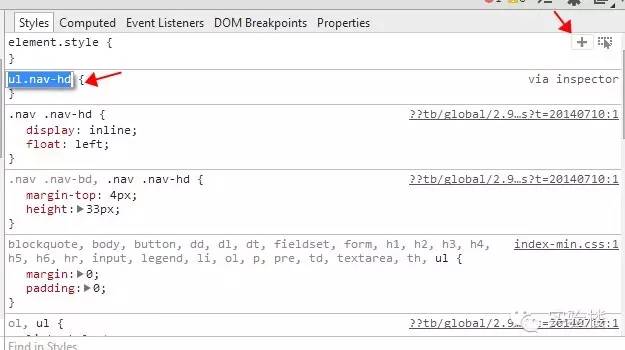 Styles Computed Event Listeners DOM Breakpoints Properties
element.style {
}
ul.nav-hd {
via inspector
}
.nav .nav-hd {
??tb/global/2.9…s?t=20140710:1
display: inline;
float: left;
}
.nav .nav-bd, .nav .nav-hd {
??tb/global/2.9…s?t=20140710:1
margin-top: 4px;
height:▶33px;
}
blockquote, body, button, dd, dl, dt, fieldset, form, h1, h2, h3, h4,
index-min.css:1
h5, h6, hr, input, legend, li, ol, p, pre, td, textarea, th, ul {
margin:▶0;
padding:▶0;
}
ol, ul {
??tb/global/2.9…s?t=20140710:1
实验楼
Find in Styles